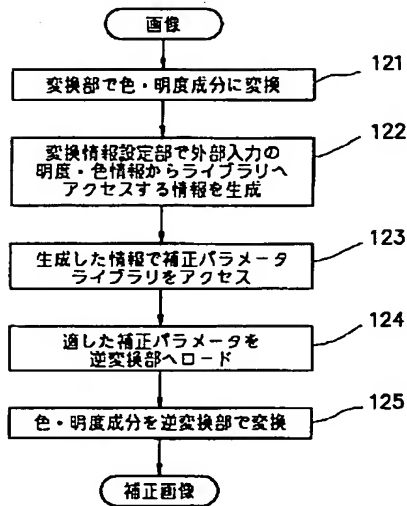 画像
変換部で色・明度成分に変換
121
変換情報設定部で外部入力の
明度・色情報からライブラリへ
アクセスする情報を生成
122
生成した情報で補正パラメータ
ライブラリをアクセス
123
適した補正パラメータを
逆変換部へロード
124
色・明度成分を逆変換部で変換
125
補正画像